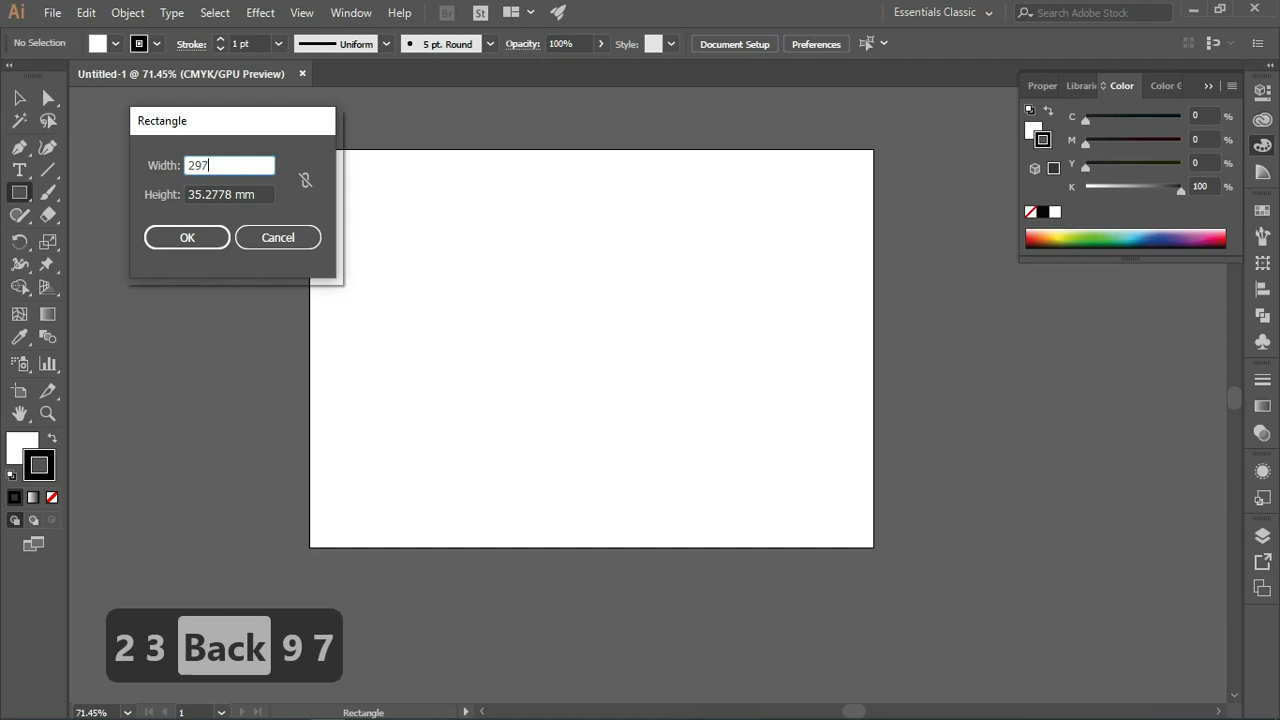 Ai File Edit Object Type Select Effect View Window Help Br St Essentials Classic Search Adobe Stock
No Selection Stroke: 1 pt Uniform 5 pt. Round Opacity: 100% Style: Document Setup Preferences
Untitled-1 @ 71.45% (CMYK/GPU Preview)
Proper Librari Color Color G
Rectangle
Width: 297
Height: 35.2778 mm
OK Cancel
C 0 %
M 0 %
Y 0 %
K 100 %
2 3 Back 9 7
71.45% 1 Rectangle